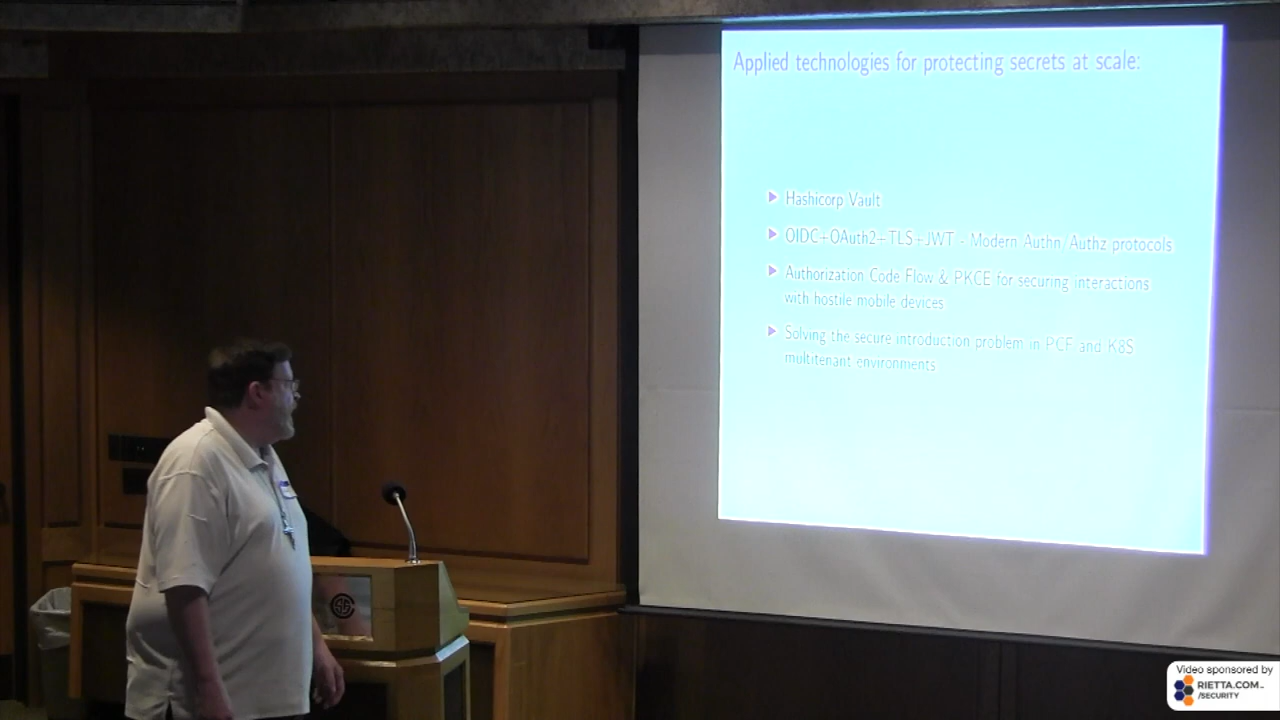 Applied technologies for protecting secrets at scale:
Hashicorp Vault
OIDC+OAuth2+TLS+JWT - Modern Authn/Authz protocols
Authorization Code Flow & PKCE for securing interactions
with hostile mobile devices
Solving the secure introduction problem in PCF and K8S
multitenant environments
Video sponsored by
RIETTA.COM
/SECURITY